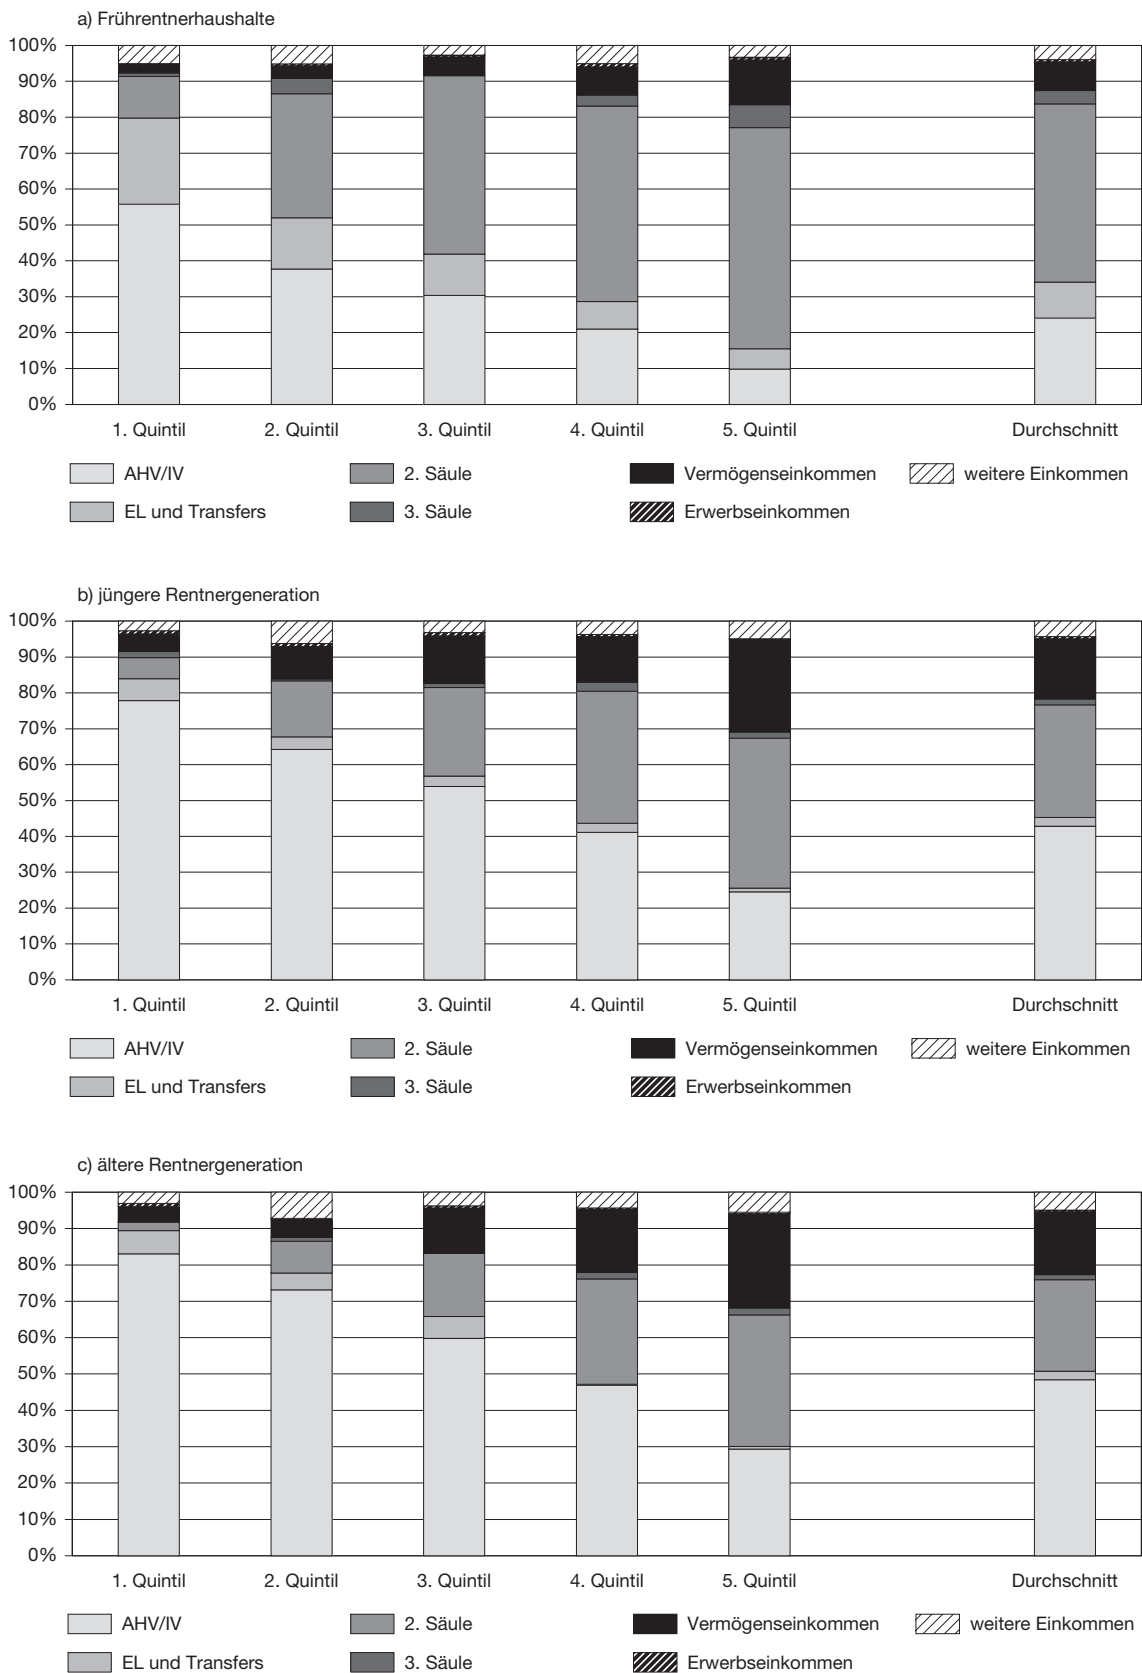 a) Frührentnerhaushalte
100%
90%
80%
70%
60%
50%
40%
30%
20%
10%
0%
1. Quintil 2. Quintil 3. Quintil 4. Quintil 5. Quintil Durchschnitt
AHV/IV 2. Säule Vermögenseinkommen weitere Einkommen
EL und Transfers 3. Säule Erwerbseinkommen
b) jüngere Rentnergeneration
100%
90%
80%
70%
60%
50%
40%
30%
20%
10%
0%
1. Quintil 2. Quintil 3. Quintil 4. Quintil 5. Quintil Durchschnitt
AHV/IV 2. Säule Vermögenseinkommen weitere Einkommen
EL und Transfers 3. Säule Erwerbseinkommen
c) ältere Rentnergeneration
100%
90%
80%
70%
60%
50%
40%
30%
20%
10%
0%
1. Quintil 2. Quintil 3. Quintil 4. Quintil 5. Quintil Durchschnitt
AHV/IV 2. Säule Vermögenseinkommen weitere Einkommen
EL und Transfers 3. Säule Erwerbseinkommen